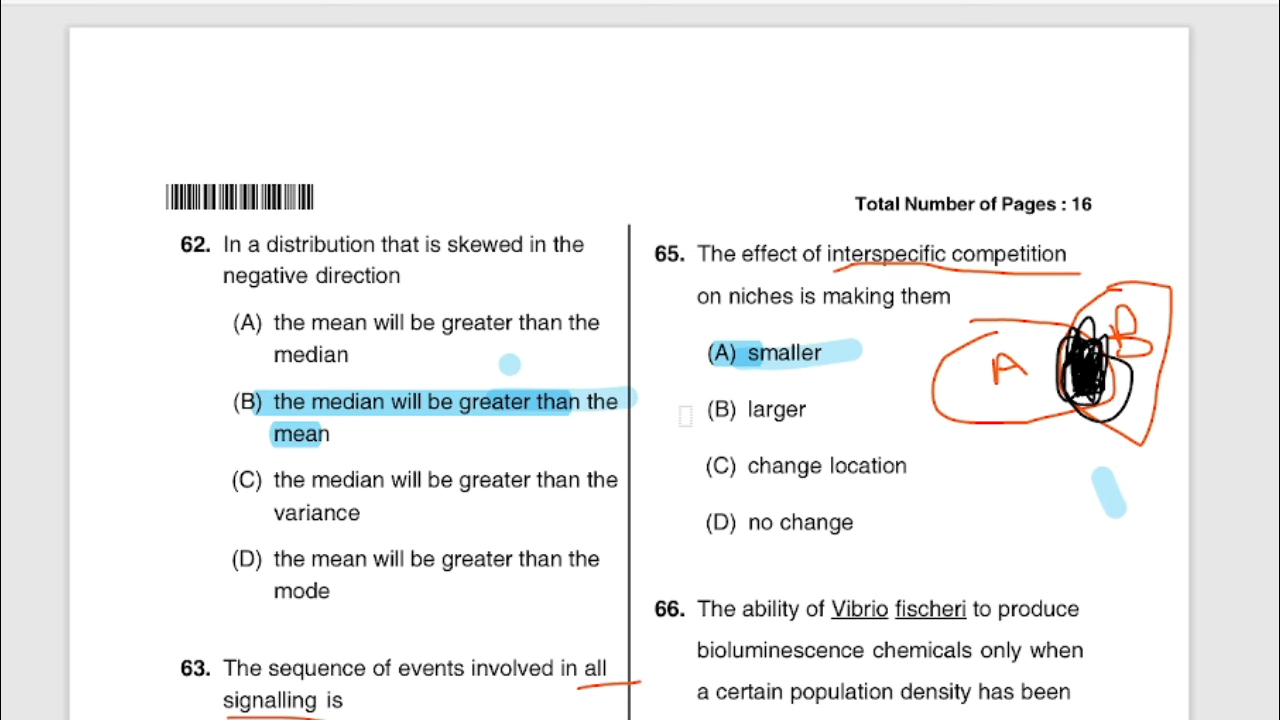 Total Number of Pages : 16
62. In a distribution that is skewed in the
negative direction
(A) the mean will be greater than the
median
(B) the median will be greater than the
mean
(C) the median will be greater than the
variance
(D) the mean will be greater than the
mode
63. The sequence of events involved in all
signalling is
65. The effect of interspecific competition
on niches is making them
(A) smaller
(B) larger
(C) change location
(D) no change
A
B
66. The ability of Vibrio fischeri to produce
bioluminescence chemicals only when
a certain population density has been